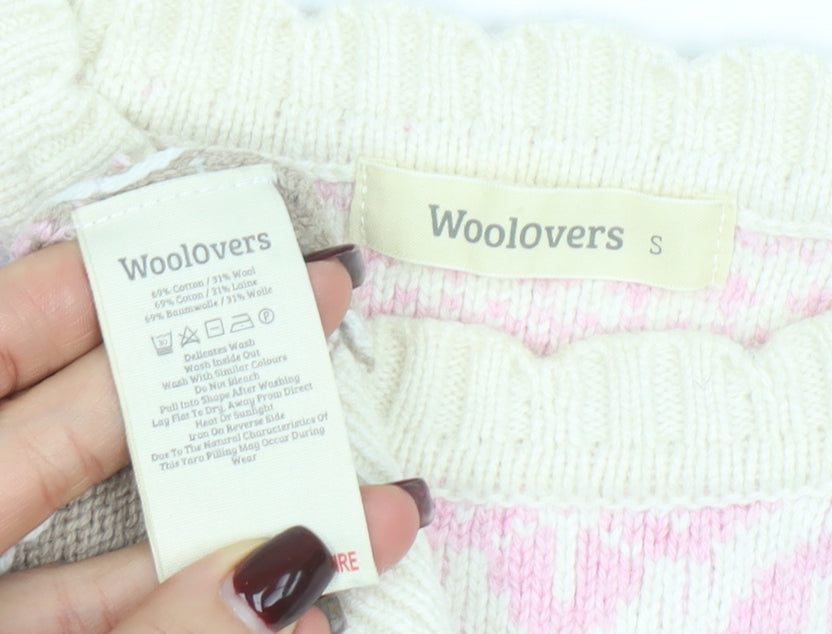 Woolovers S
Woolovers
69% Cotton / 31% Wool
69% Coton / 31% Laine
69% Baumwolle / 31% Wolle
30 P
Delicates Wash
Wash Inside Out
Wash With Similar Colours
Do Not Bleach
Pull Into Shape After Washing
Lay Flat To Dry, Away From Direct
Heat Or Sunlight
Iron On Reverse Side
Due To The Natural Characteristics Of
This Yarn Pilling May Occur During
Wear